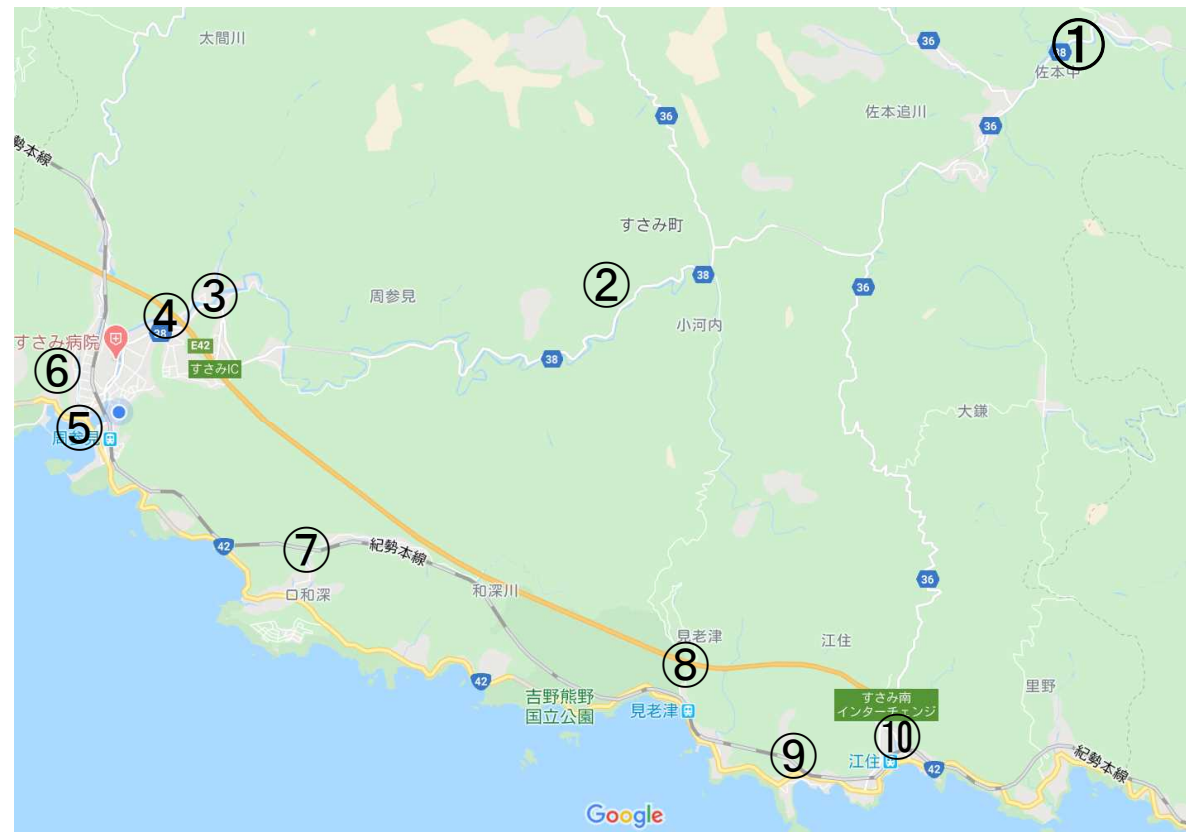 太間川
36
①
38
佐本中
36
佐本追川
36
勢本線
すさみ町
38
②
③
周参見
36
④
38
小河内
すさみ病院
E42
すさみIC
38
⑥
大鎌
⑤
周参見
42
⑦
紀勢本線
36
口和深
和深川
見老津
江住
⑧
42
吉野熊野
国立公園
見老津
里野
すさみ南
インターチェンジ
⑩
⑨
江住
42
紀勢本線
Google